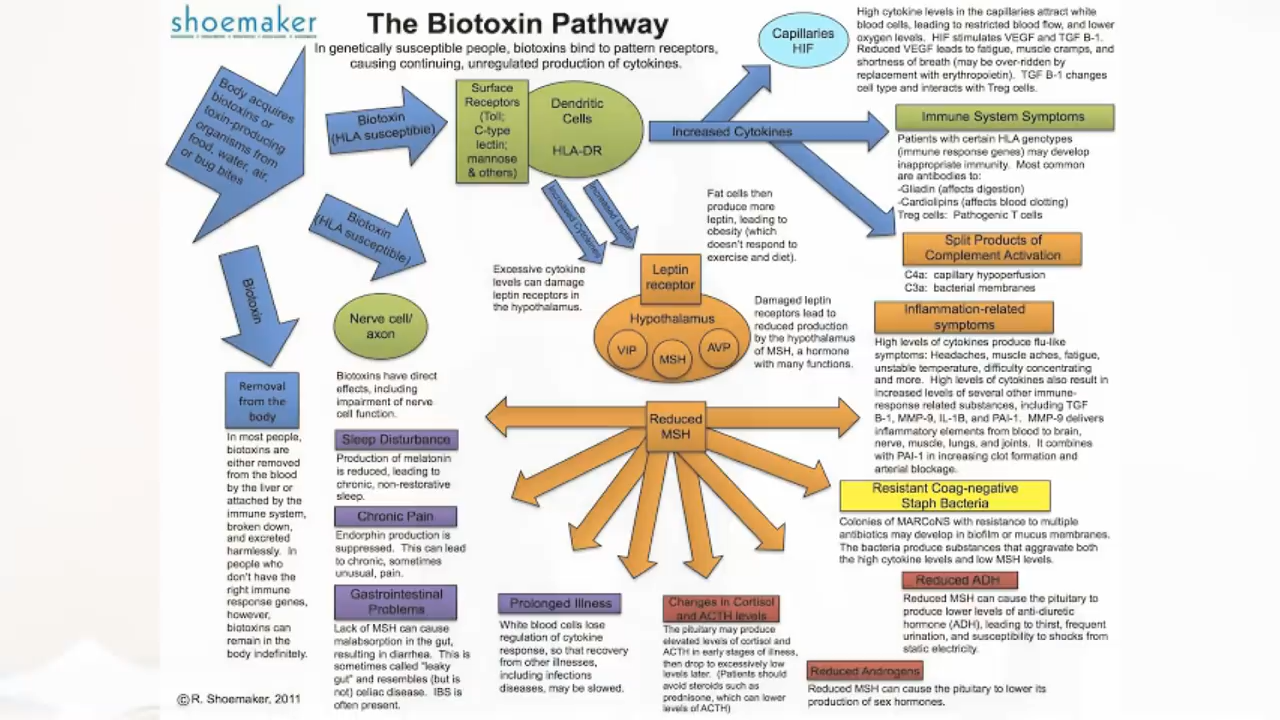 shoemaker
The Biotoxin Pathway
In genetically susceptible people, biotoxins bind to pattern receptors,
causing continuing, unregulated production of cytokines.
Body acquires
biotoxins or
toxin-producing
organisms from
food, water, air,
or bug bites
Biotoxin
(HLA susceptible)
Surface
Receptors
(Toll;
C-type
lectin;
mannose
& others)
Dendritic
Cells
HLA-DR
Increased Cytokines
Capillaries
HIF
High cytokine levels in the capillaries attract white
blood cells, leading to restricted blood flow, and lower
oxygen levels. HIF stimulates VEGF and TGF B-1.
Reduced VEGF leads to fatigue, muscle cramps, and
shortness of breath (may be over-ridden by
replacement with erythropoietin). TGF B-1 changes
cell type and interacts with Treg cells.
Immune System Symptoms
Patients with certain HLA genotypes
(immune response genes) may develop
inappropriate immunity. Most common
are antibodies to:
-Gliadin (affects digestion)
-Cardiolipins (affects blood clotting)
Treg cells: Pathogenic T cells
Split Products of
Complement Activation
C4a: capillary hypoperfusion
C3a: bacterial membranes
Inflammation-related
symptoms
High levels of cytokines produce flu-like
symptoms: Headaches, muscle aches, fatigue,
unstable temperature, difficulty concentrating
and more. High levels of cytokines also result in
increased levels of several other immune-
response related substances, including TGF
B-1, MMP-9, IL-1B, and PAI-1. MMP-9 delivers
inflammatory elements from blood to brain,
nerve, muscle, lungs, and joints. It combines
with PAI-1 in increasing clot formation and
arterial blockage.
Biotoxin
(HLA susceptible)
Increased Cytokines
Increased Leptin
Fat cells then
produce more
leptin, leading to
obesity (which
doesn't respond to
exercise and diet).
Excessive cytokine
levels can damage
leptin receptors in
the hypothalamus.
Leptin
receptor
Hypothalamus
VIP
MSH
AVP
Damaged leptin
receptors lead to
reduced production
by the hypothalamus
of MSH, a hormone
with many functions.
Biotoxin
Nerve cell/
axon
Biotoxins have direct
effects, including
impairment of nerve
cell function.
Removal
from the
body
In most people,
biotoxins are
either removed
from the blood
by the liver or
attached by the
immune system,
broken down,
and excreted
harmlessly. In
people who
don't have the
right immune
response genes,
however,
biotoxins can
remain in the
body indefinitely.
Reduced
MSH
Sleep Disturbance
Production of melatonin
is reduced, leading to
chronic, non-restorative
sleep.
Chronic Pain
Endorphin production is
suppressed. This can lead
to chronic, sometimes
unusual, pain.
Gastrointestinal
Problems
Lack of MSH can cause
malabsorption in the gut,
resulting in diarrhea. This is
sometimes called "leaky
gut" and resembles (but is
not) celiac disease. IBS is
often present.
Prolonged Illness
White blood cells lose
regulation of cytokine
response, so that recovery
from other illnesses,
including infections
diseases, may be slowed.
Changes in Cortisol
and ACTH levels
The pituitary may produce
elevated levels of cortisol and
ACTH in early stages of illness,
then drop to excessively low
levels later. (Patients should
avoid steroids such as
prednisone, which can lower
levels of ACTH)
Resistant Coag-negative
Staph Bacteria
Colonies of MARCoNS with resistance to multiple
antibiotics may develop in biofilm or mucus membranes.
The bacteria produce substances that aggravate both
the high cytokine levels and low MSH levels.
Reduced ADH
Reduced MSH can cause the pituitary to
produce lower levels of anti-diuretic
hormone (ADH), leading to thirst, frequent
urination, and susceptibility to shocks from
static electricity.
Reduced Androgens
Reduced MSH can cause the pituitary to lower its
production of sex hormones.
©R. Shoemaker, 2011